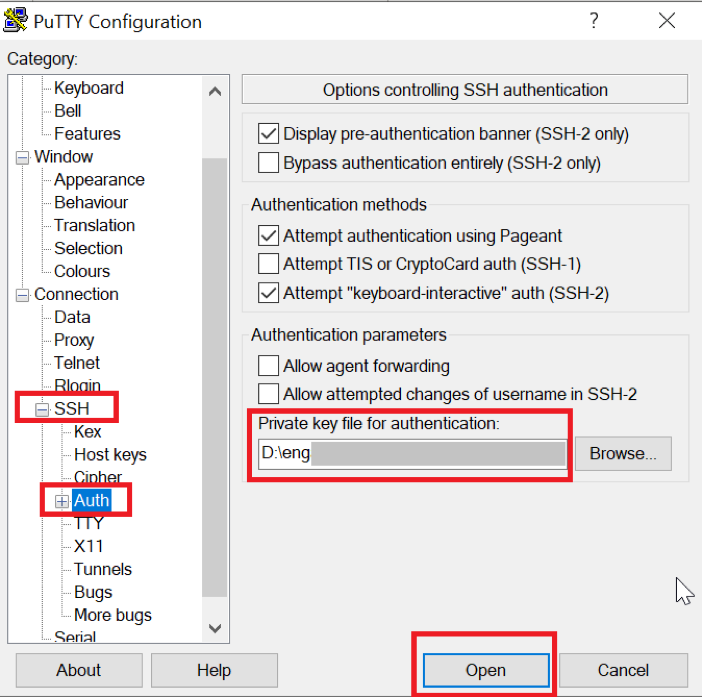 PuTTY Configuration
?
Category:
Keyboard
Bell
Features
Window
Appearance
Behaviour
Translation
Selection
Colours
Connection
Data
Proxy
Telnet
Rlogin
SSH
Kex
Host keys
Cipher
Auth
TTY
X11
Tunnels
Bugs
More bugs
Serial
Options controlling SSH authentication
Display pre-authentication banner (SSH-2 only)
Bypass authentication entirely (SSH-2 only)
Authentication methods
Attempt authentication using Pageant
Attempt TIS or CryptoCard auth (SSH-1)
Attempt "keyboard-interactive" auth (SSH-2)
Authentication parameters
Allow agent forwarding
Allow attempted changes of username in SSH-2
Private key file for authentication:
D:\eng
Browse...
About
Help
Open
Cancel